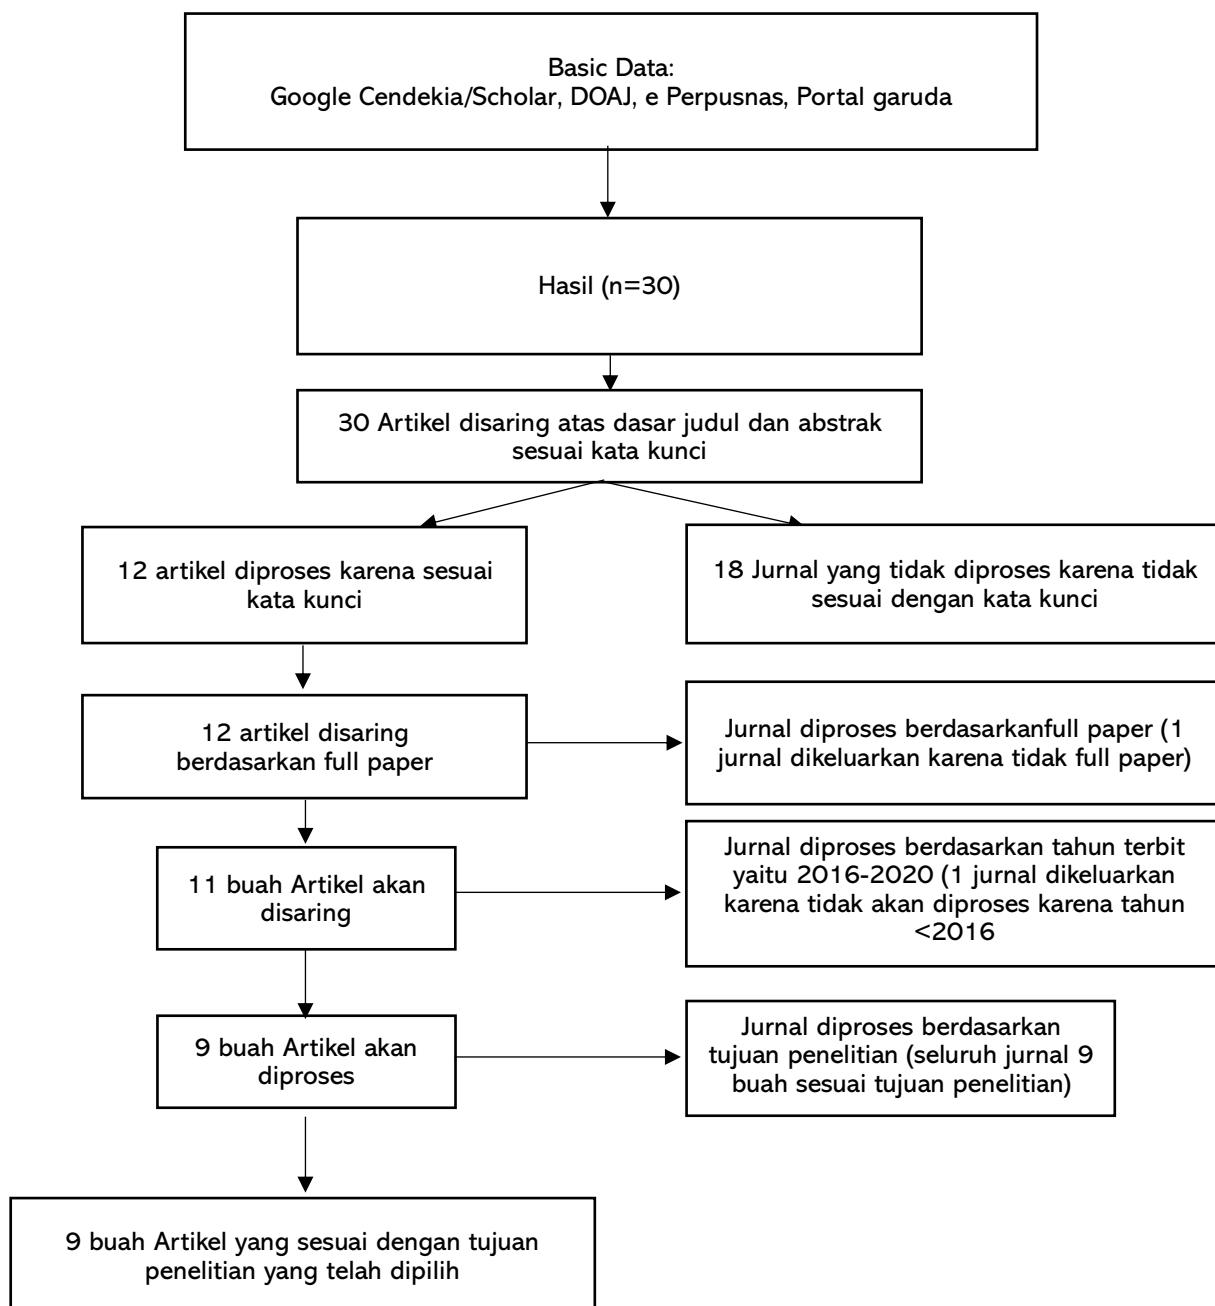 Basic Data:
Google Cendekia/Scholar, DOAJ, e Perpusnas, Portal garuda
Hasil (n=30)
30 Artikel disaring atas dasar judul dan abstrak
sesuai kata kunci
12 artikel diproses karena sesuai
kata kunci
18 Jurnal yang tidak diproses karena tidak
sesuai dengan kata kunci
12 artikel disaring
berdasarkan full paper
Jurnal diproses berdasarkanfull paper (1
jurnal dikeluarkan karena tidak full paper)
11 buah Artikel akan
disaring
Jurnal diproses berdasarkan tahun terbit
yaitu 2016-2020 (1 jurnal dikeluarkan
karena tidak akan diproses karena tahun
<2016
9 buah Artikel akan
diproses
Jurnal diproses berdasarkan
tujuan penelitian (seluruh jurnal 9
buah sesuai tujuan penelitian)
9 buah Artikel yang sesuai dengan tujuan
penelitian yang telah dipilih